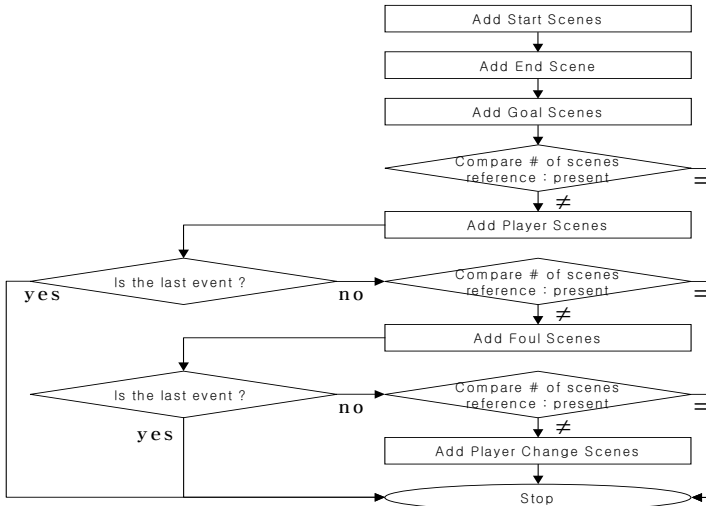 Add Start Scenes
Add End Scene
Add Goal Scenes
Compare # of scenes
reference : present
=
≠
Add Player Scenes
Is the last event ?
yes
no
Compare # of scenes
reference : present
=
≠
Add Foul Scenes
Is the last event ?
yes
no
Compare # of scenes
reference : present
=
≠
Add Player Change Scenes
Stop